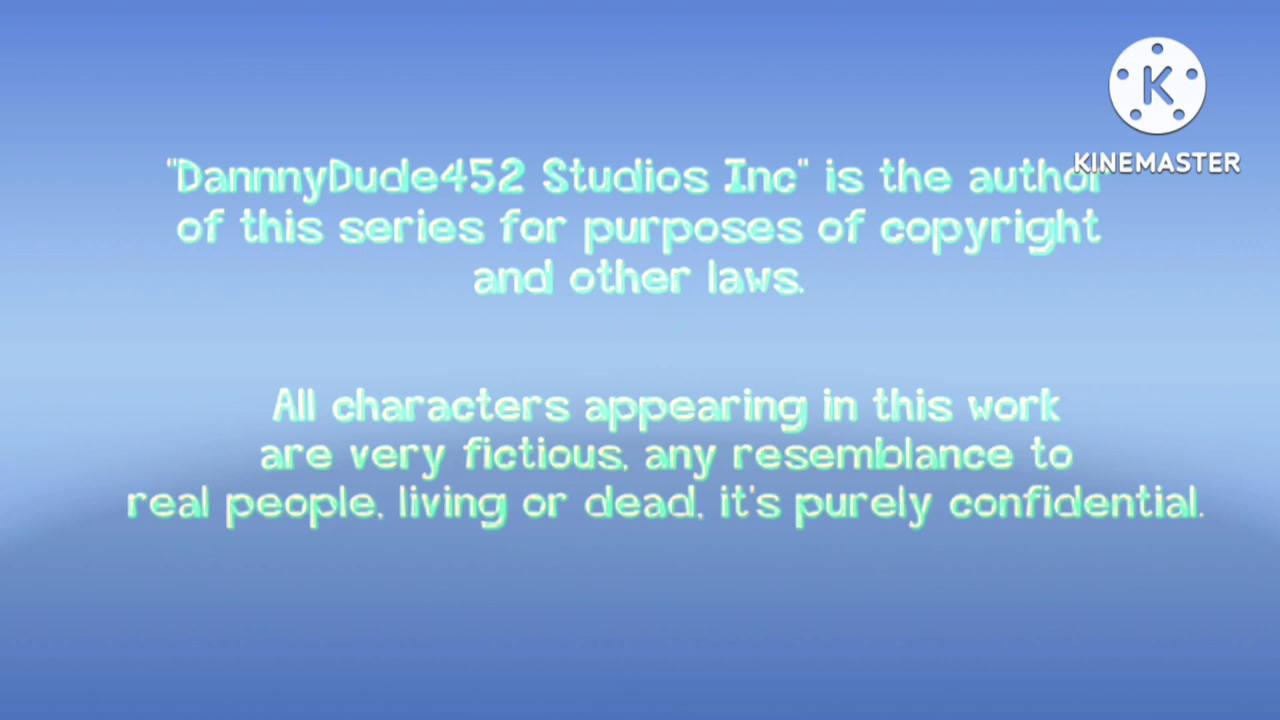 K
KINEMASTER
"DannnyDude452 Studios Inc" is the author
of this series for purposes of copyright
and other laws.
All characters appearing in this work
are very fictious, any resemblance to
real people, living or dead, it's purely confidential.